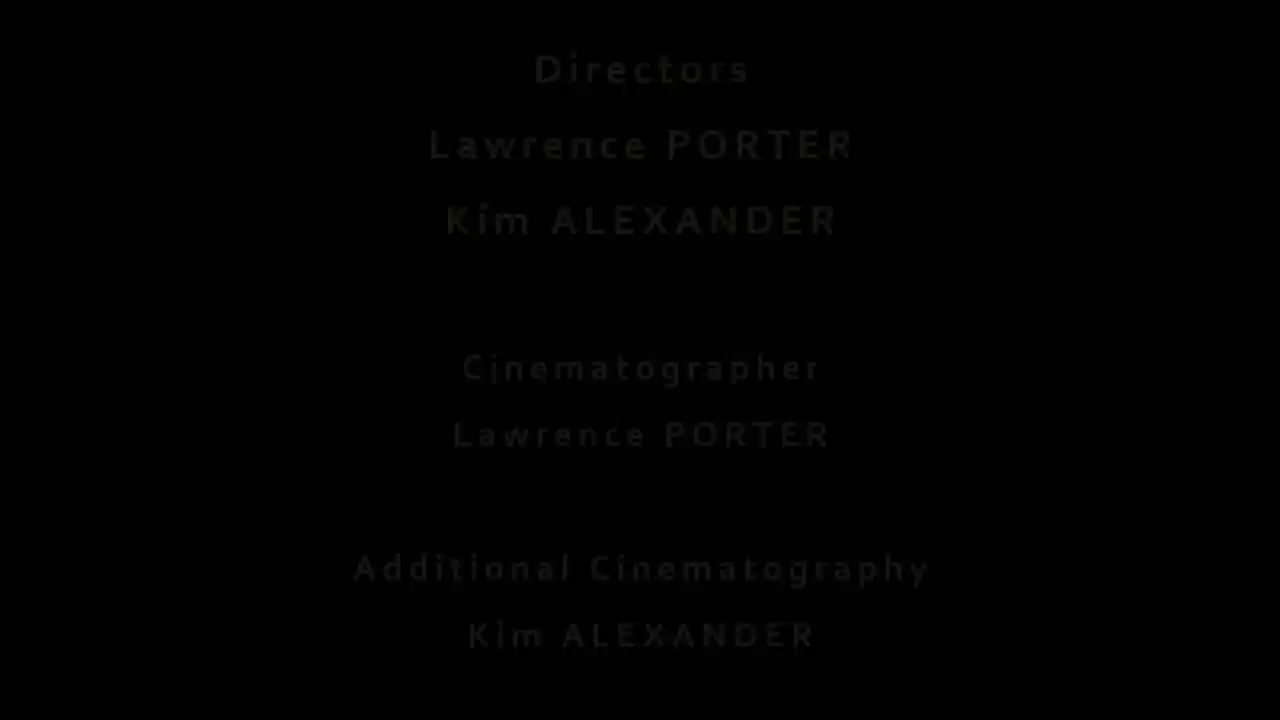 Directors
Lawrence PORTER
Kim ALEXANDER
Cinematographer
Lawrence PORTER
Additional Cinematography
Kim ALEXANDER